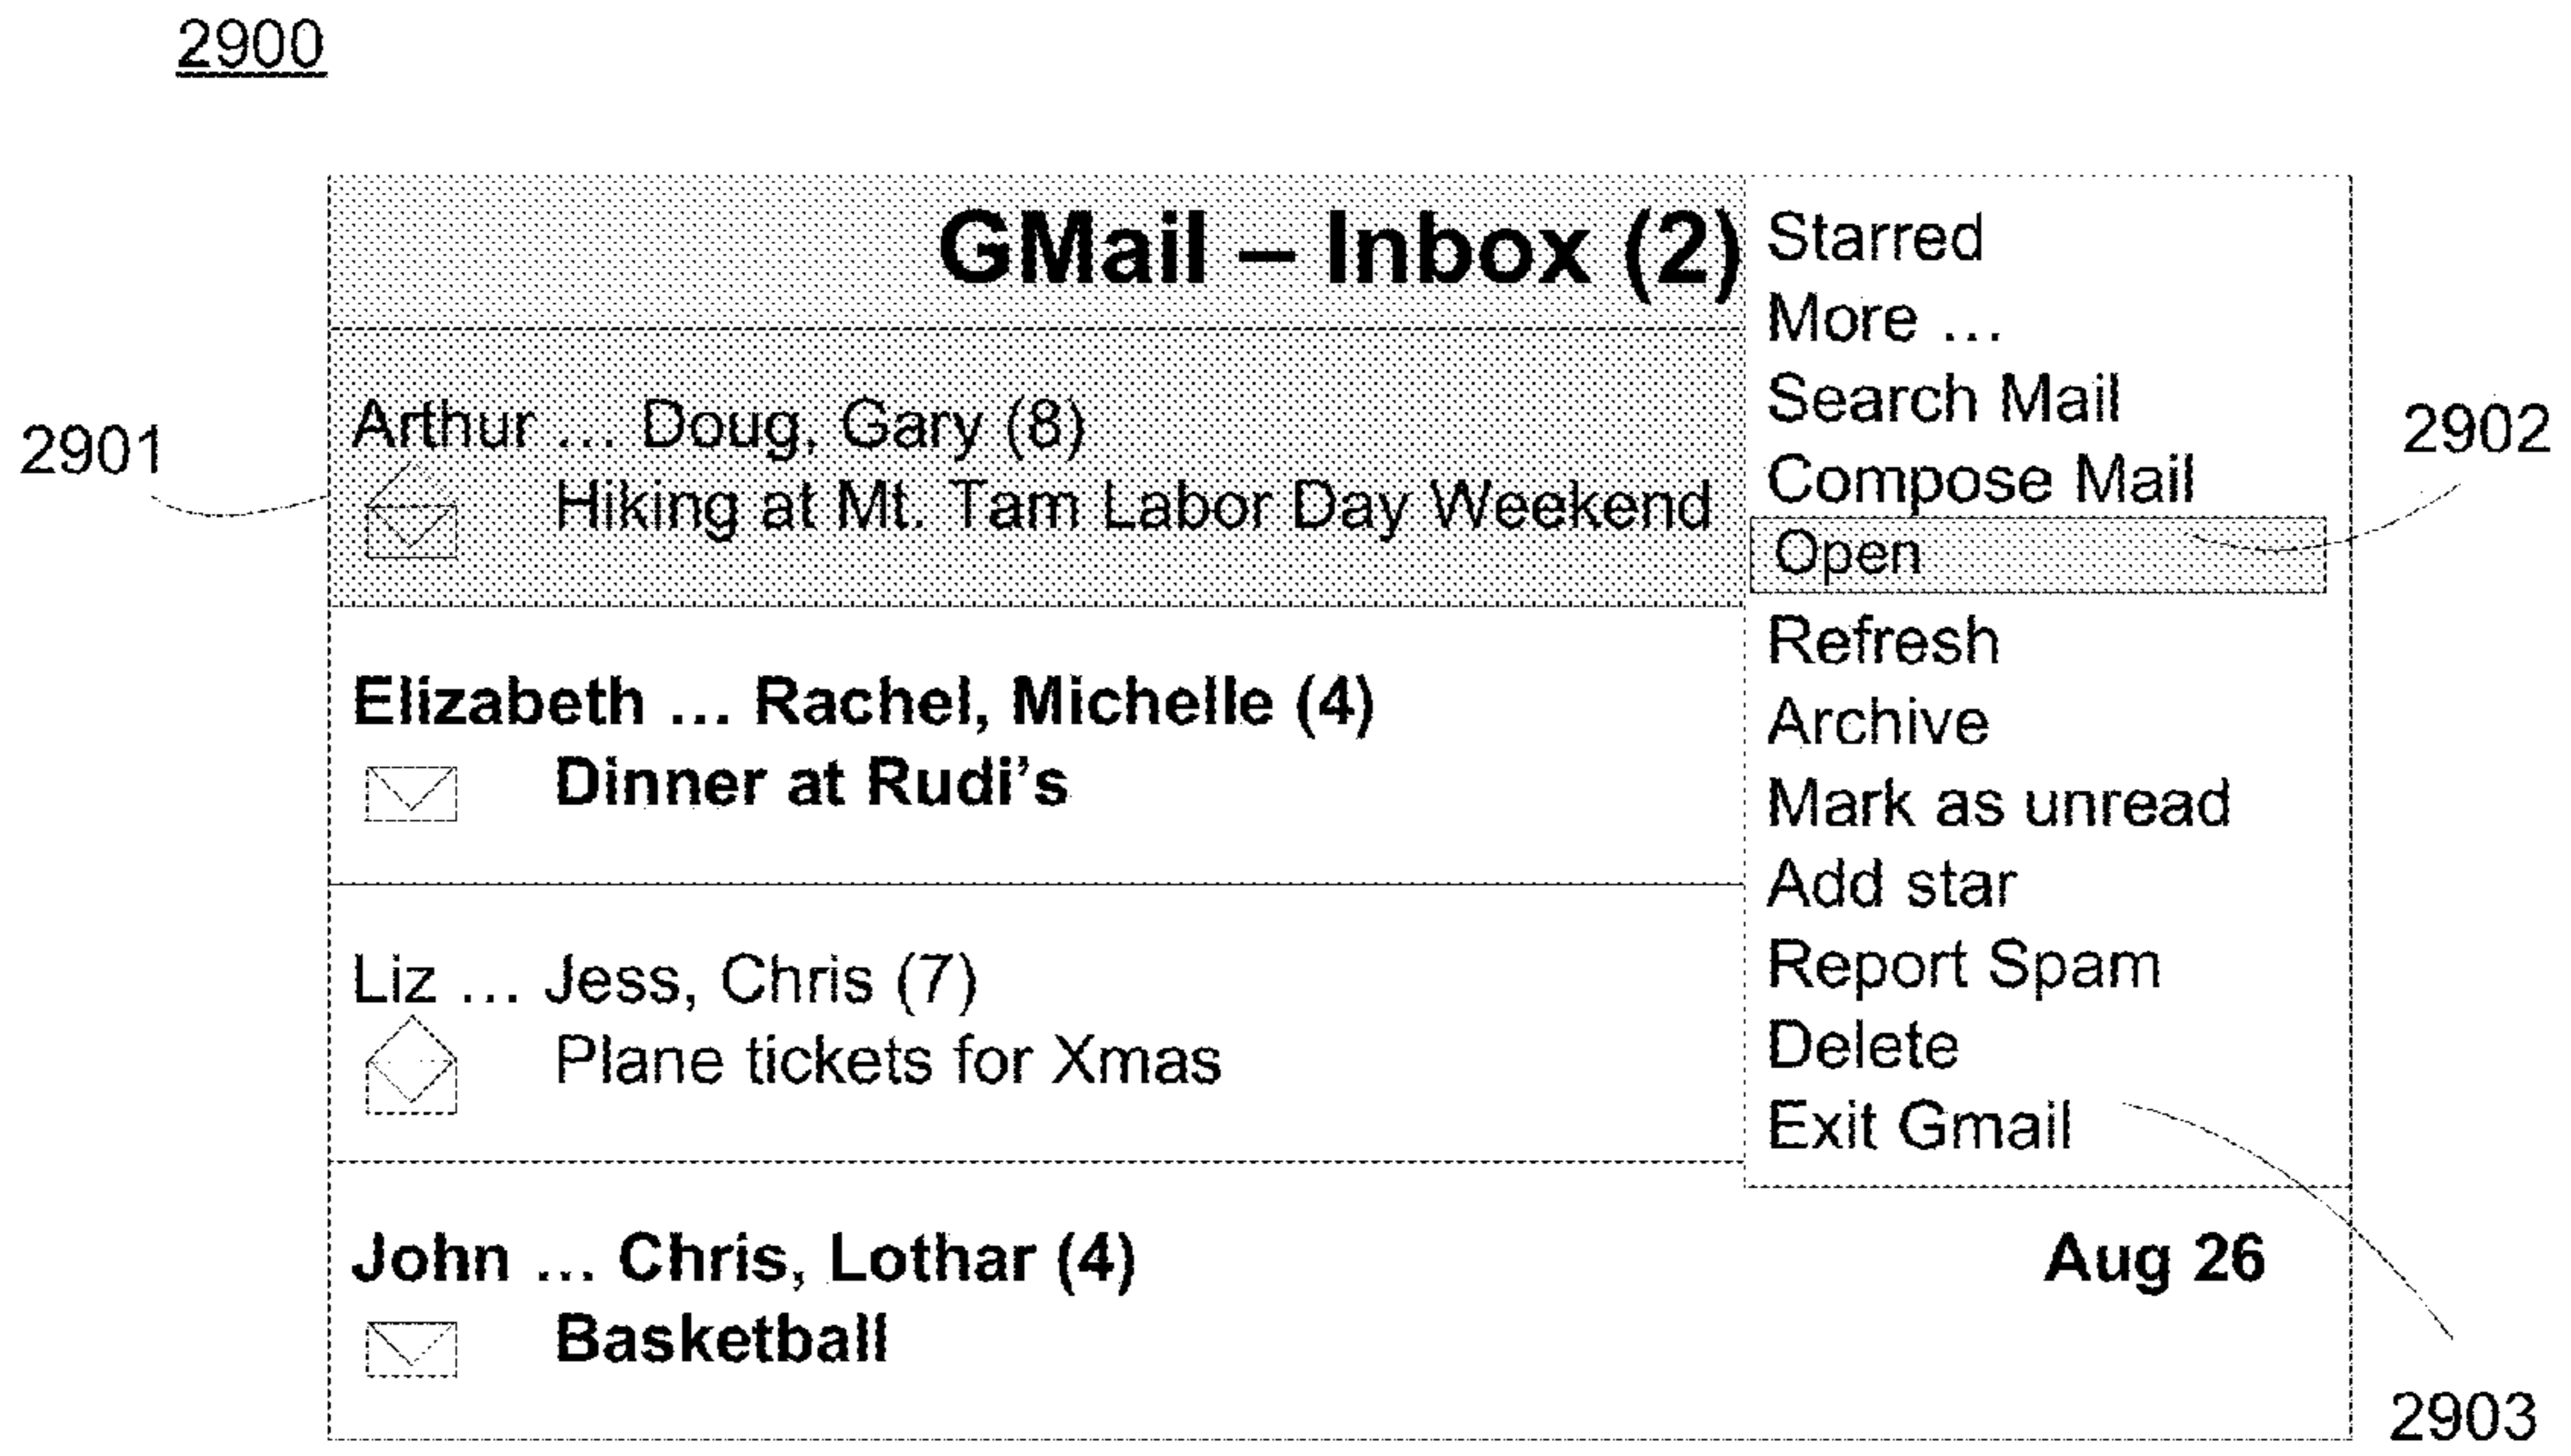 2900
GMail – Inbox (2)
Arthur ... Doug, Gary (8)
Hiking at Mt. Tam Labor Day Weekend
Elizabeth ... Rachel, Michelle (4)
Dinner at Rudi's
Liz ... Jess, Chris (7)
Plane tickets for Xmas
John ... Chris, Lothar (4)
Aug 26
Basketball
Starred
More ...
Search Mail
Compose Mail
Open
Refresh
Archive
Mark as unread
Add star
Report Spam
Delete
Exit Gmail
2901
2902
2903